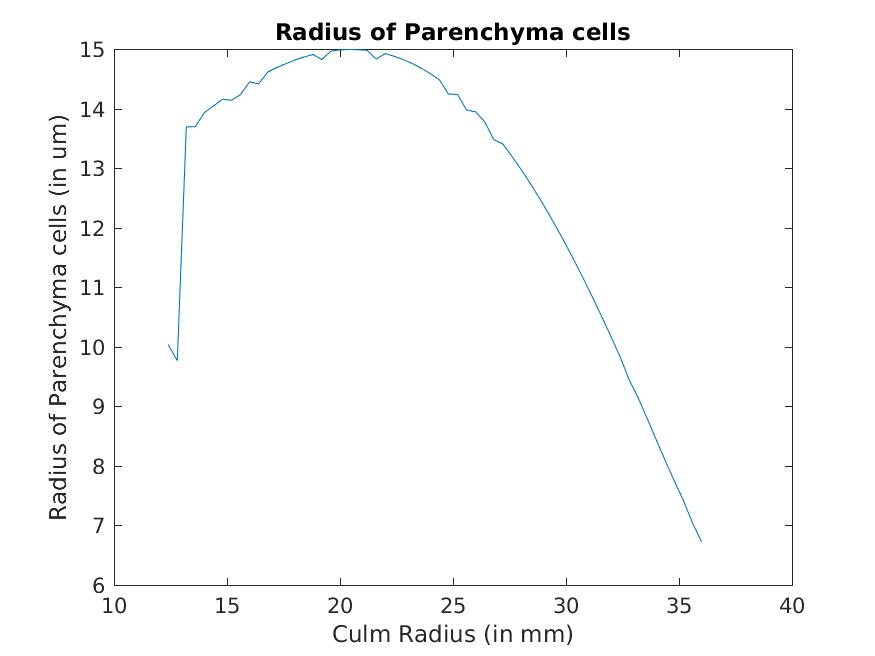 Radius of Parenchyma cells
Radius of Parenchyma cells (in um)
15
14
13
12
11
10
9
8
7
6
10 15 20 25 30 35 40
Culm Radius (in mm)